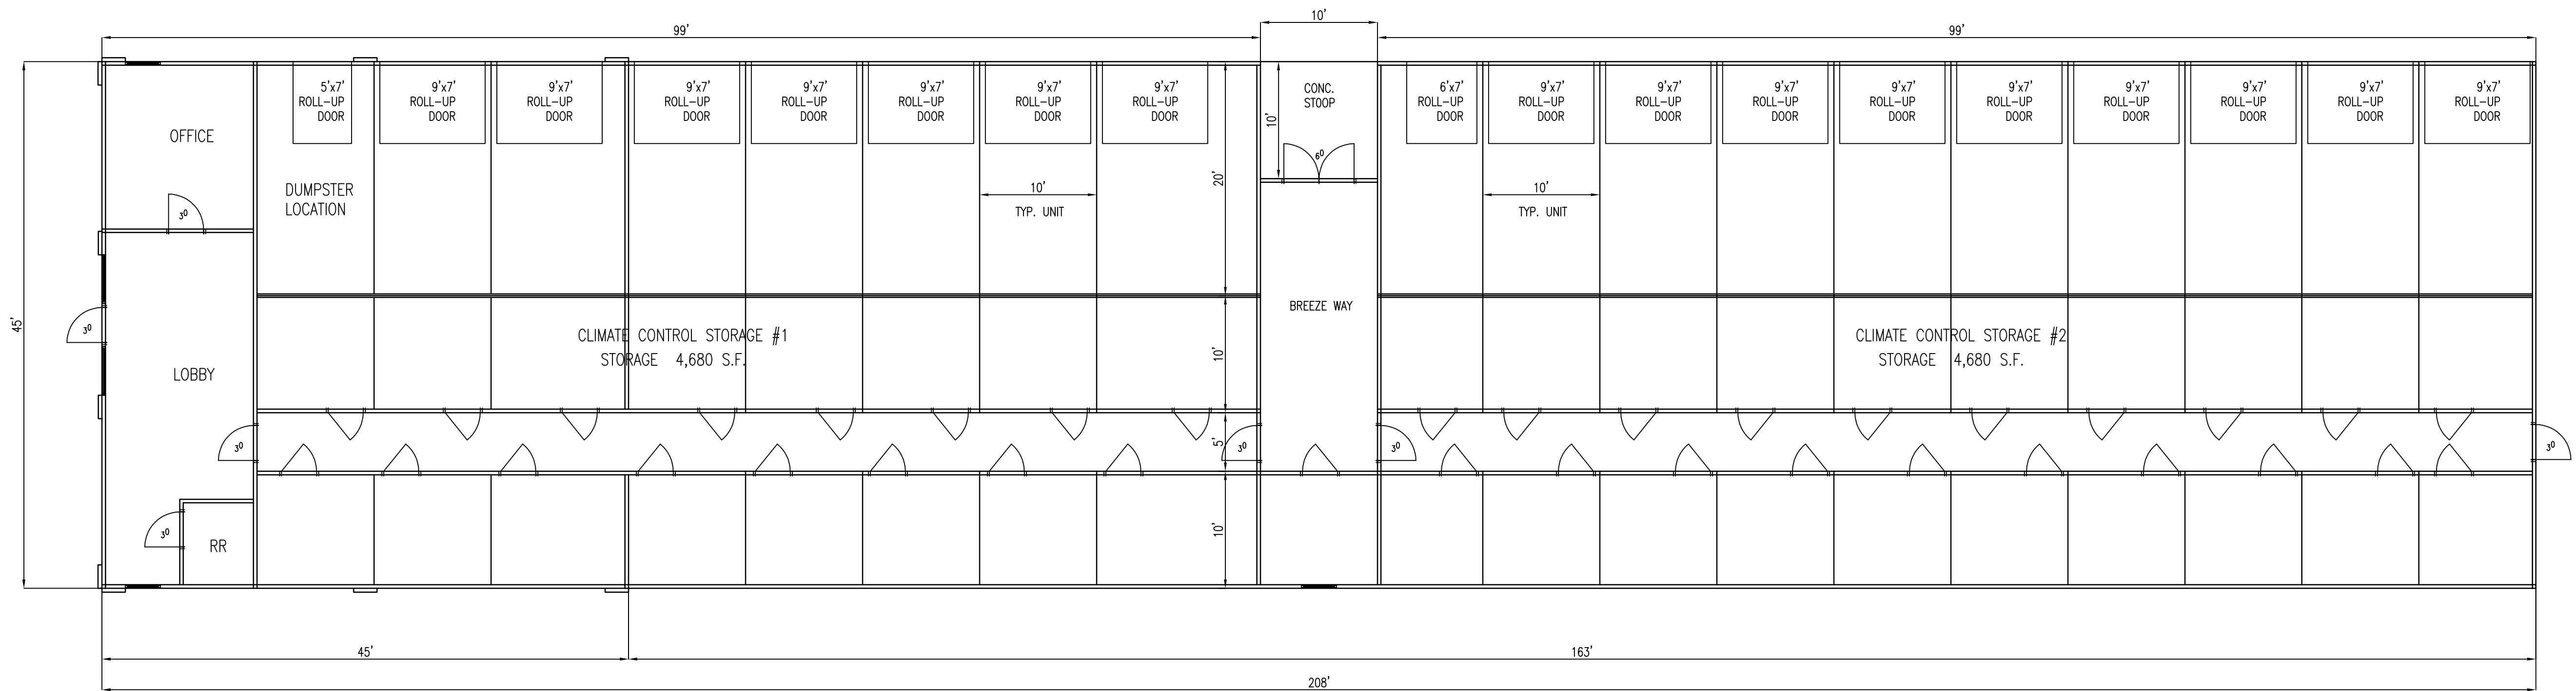 10'
99'
99'
5'x7'
ROLL-UP
DOOR
9'x7'
ROLL-UP
DOOR
9'x7'
ROLL-UP
DOOR
9'x7'
ROLL-UP
DOOR
9'x7'
ROLL-UP
DOOR
9'x7'
ROLL-UP
DOOR
9'x7'
ROLL-UP
DOOR
9'x7'
ROLL-UP
DOOR
CONC.
STOOP
6'x7'
ROLL-UP
DOOR
9'x7'
ROLL-UP
DOOR
9'x7'
ROLL-UP
DOOR
9'x7'
ROLL-UP
DOOR
9'x7'
ROLL-UP
DOOR
9'x7'
ROLL-UP
DOOR
9'x7'
ROLL-UP
DOOR
9'x7'
ROLL-UP
DOOR
9'x7'
ROLL-UP
DOOR
9'x7'
ROLL-UP
DOOR
10'
OFFICE
6⁰
DUMPSTER
LOCATION
20'
10'
TYP. UNIT
10'
TYP. UNIT
3⁰
BREEZE WAY
45'
3⁰
CLIMATE CONTROL STORAGE #1
STORAGE 4,680 S.F.
10'
CLIMATE CONTROL STORAGE #2
STORAGE 4,680 S.F.
LOBBY
3⁰
5'
3⁰
3⁰
3⁰
3⁰
RR
10'
45'
163'
208'